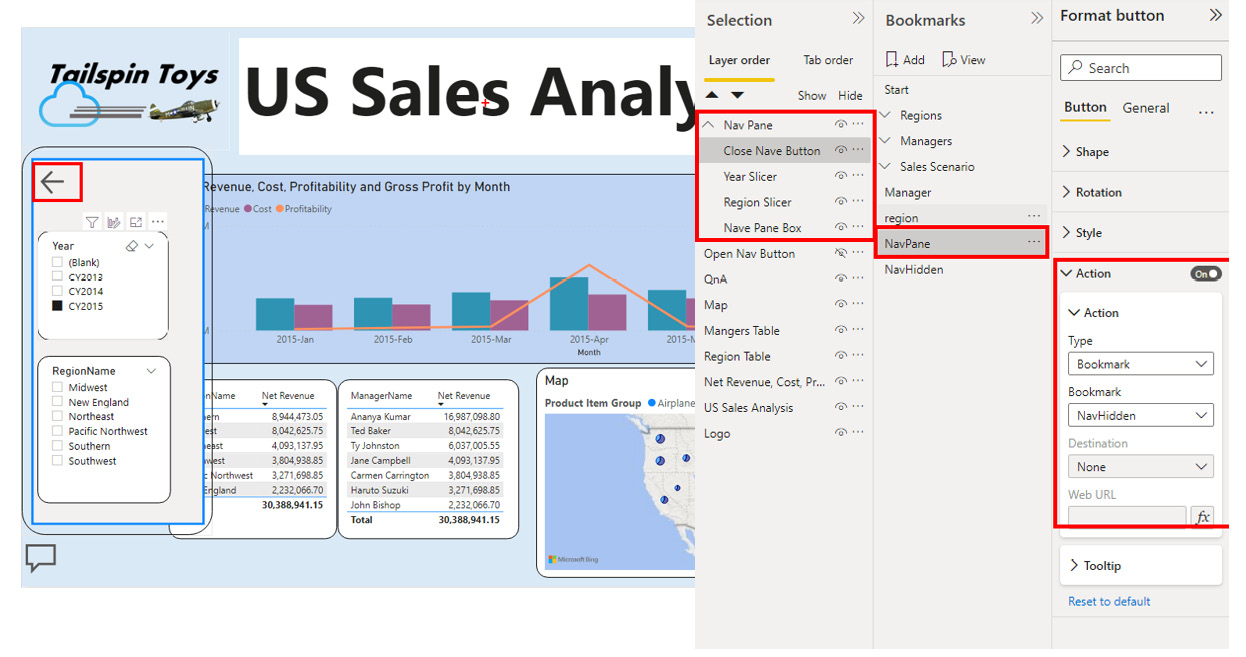 Tailspin Toys
US Sales Analy
Revenue, Cost, Profitability and Gross Profit by Month
Revenue Cost Profitability
M
M
2015-Jan 2015-Feb 2015-Mar 2015-Apr 2015-M
Month
Year
(Blank)
CY2013
CY2014
CY2015
RegionName
Midwest
New England
Northeast
Pacific Northwest
Southern
Southwest
nName Net Revenue
ern 8,944,473.05
est 8,042,625.75
east 4,093,137.95
west 3,804,938.85
c Northwest 3,271,698.85
England 2,232,066.70
30,388,941.15
ManagerName Net Revenue
Ananya Kumar 16,987,098.80
Ted Baker 8,042,625.75
Ty Johnston 6,037,005.55
Jane Campbell 4,093,137.95
Carmen Carrington 3,804,938.85
Haruto Suzuki 3,271,698.85
John Bishop 2,232,066.70
Total 30,388,941.15
Map
Product Item Group Airplane
Microsoft Bing
Selection
Layer order Tab order
Show Hide
Nav Pane
Close Nave Button
Year Slicer
Region Slicer
Nave Pane Box
Open Nav Button
QnA
Map
Mangers Table
Region Table
Net Revenue, Cost, Pr...
US Sales Analysis
Logo
Bookmarks
Add View
Start
Regions
Managers
Sales Scenario
Manager
region
NavPane
NavHidden
Format button
Search
Button General
Shape
Rotation
Style
Action On
Action
Type
Bookmark
Bookmark
NavHidden
Destination
None
Web URL
fx
Tooltip
Reset to default